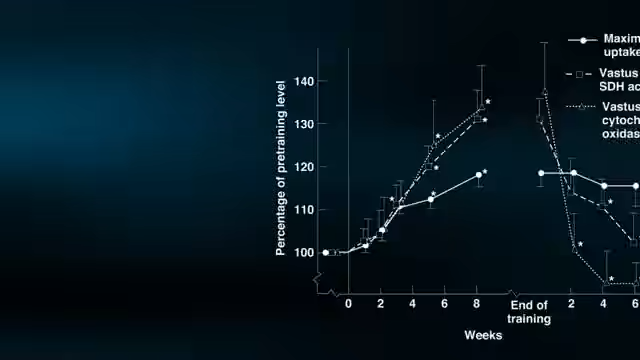 Maxim
uptake
Vastus
SDH ac
Vastus
cytoch
oxidas
Percentage of pretraining level
140
130
120
110
100
0 2 4 6 8 End of training 2 4 6
Weeks